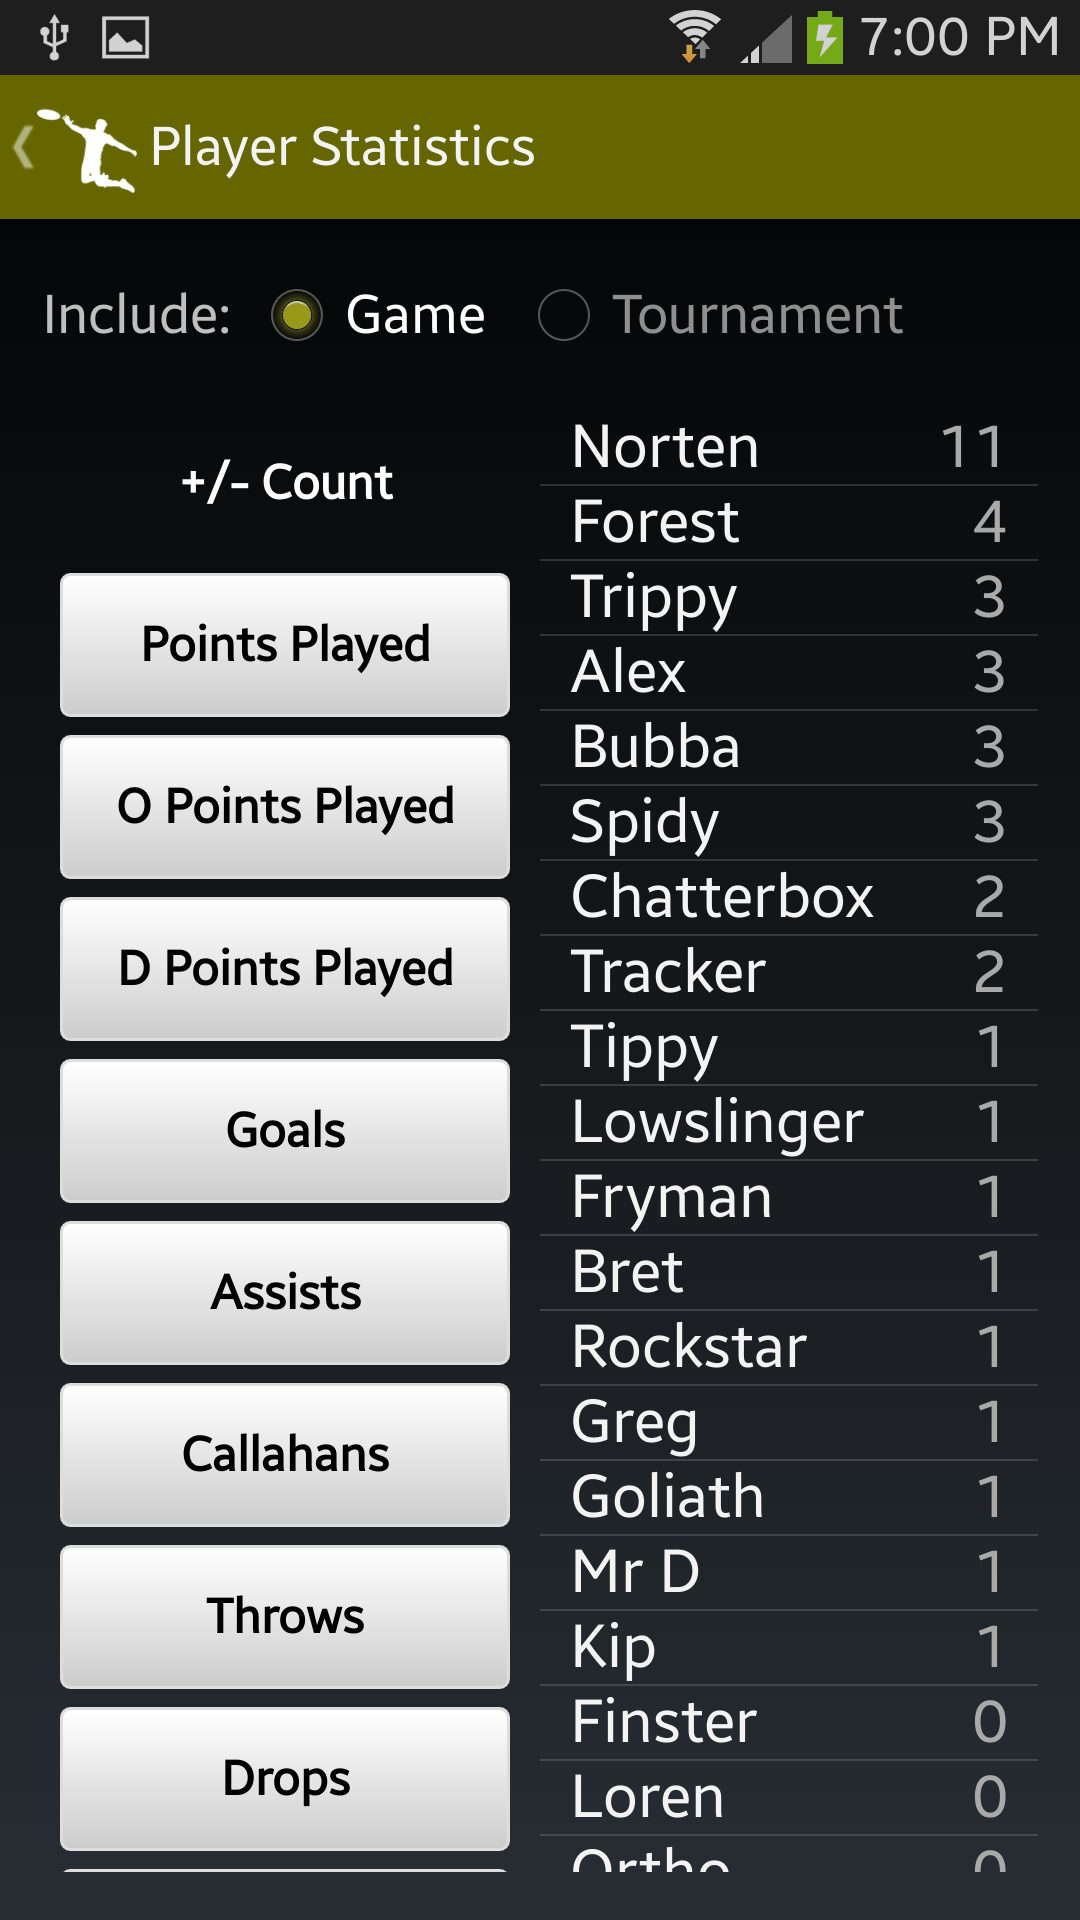 7:00 PM
Player Statistics
Include: Game Tournament
+/- Count
Points Played
O Points Played
D Points Played
Goals
Assists
Callahans
Throws
Drops
Norten 11
Forest 4
Trippy 3
Alex 3
Bubba 3
Spidy 3
Chatterbox 2
Tracker 2
Tippy 1
Lowslinger 1
Fryman 1
Bret 1
Rockstar 1
Greg 1
Goliath 1
Mr D 1
Kip 1
Finster 0
Loren 0
Ortho 0